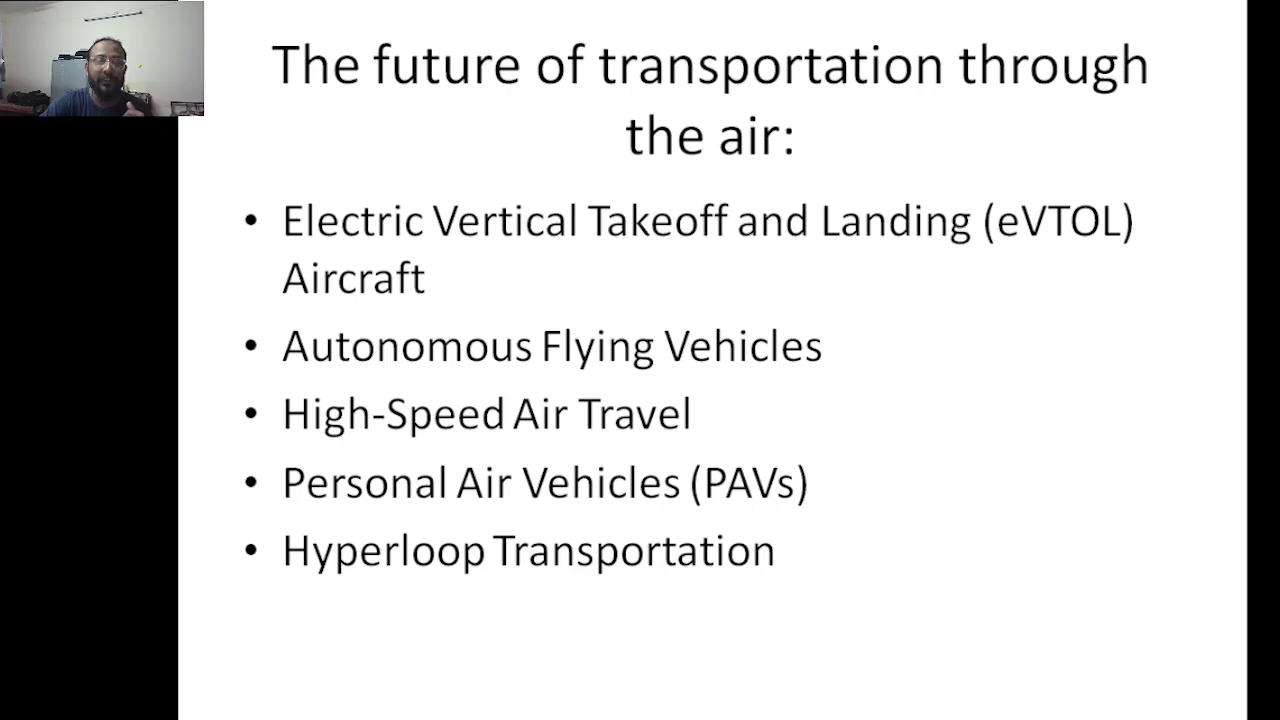 The future of transportation through
the air:
• Electric Vertical Takeoff and Landing (eVTOL)
Aircraft
• Autonomous Flying Vehicles
• High-Speed Air Travel
• Personal Air Vehicles (PAVs)
• Hyperloop Transportation